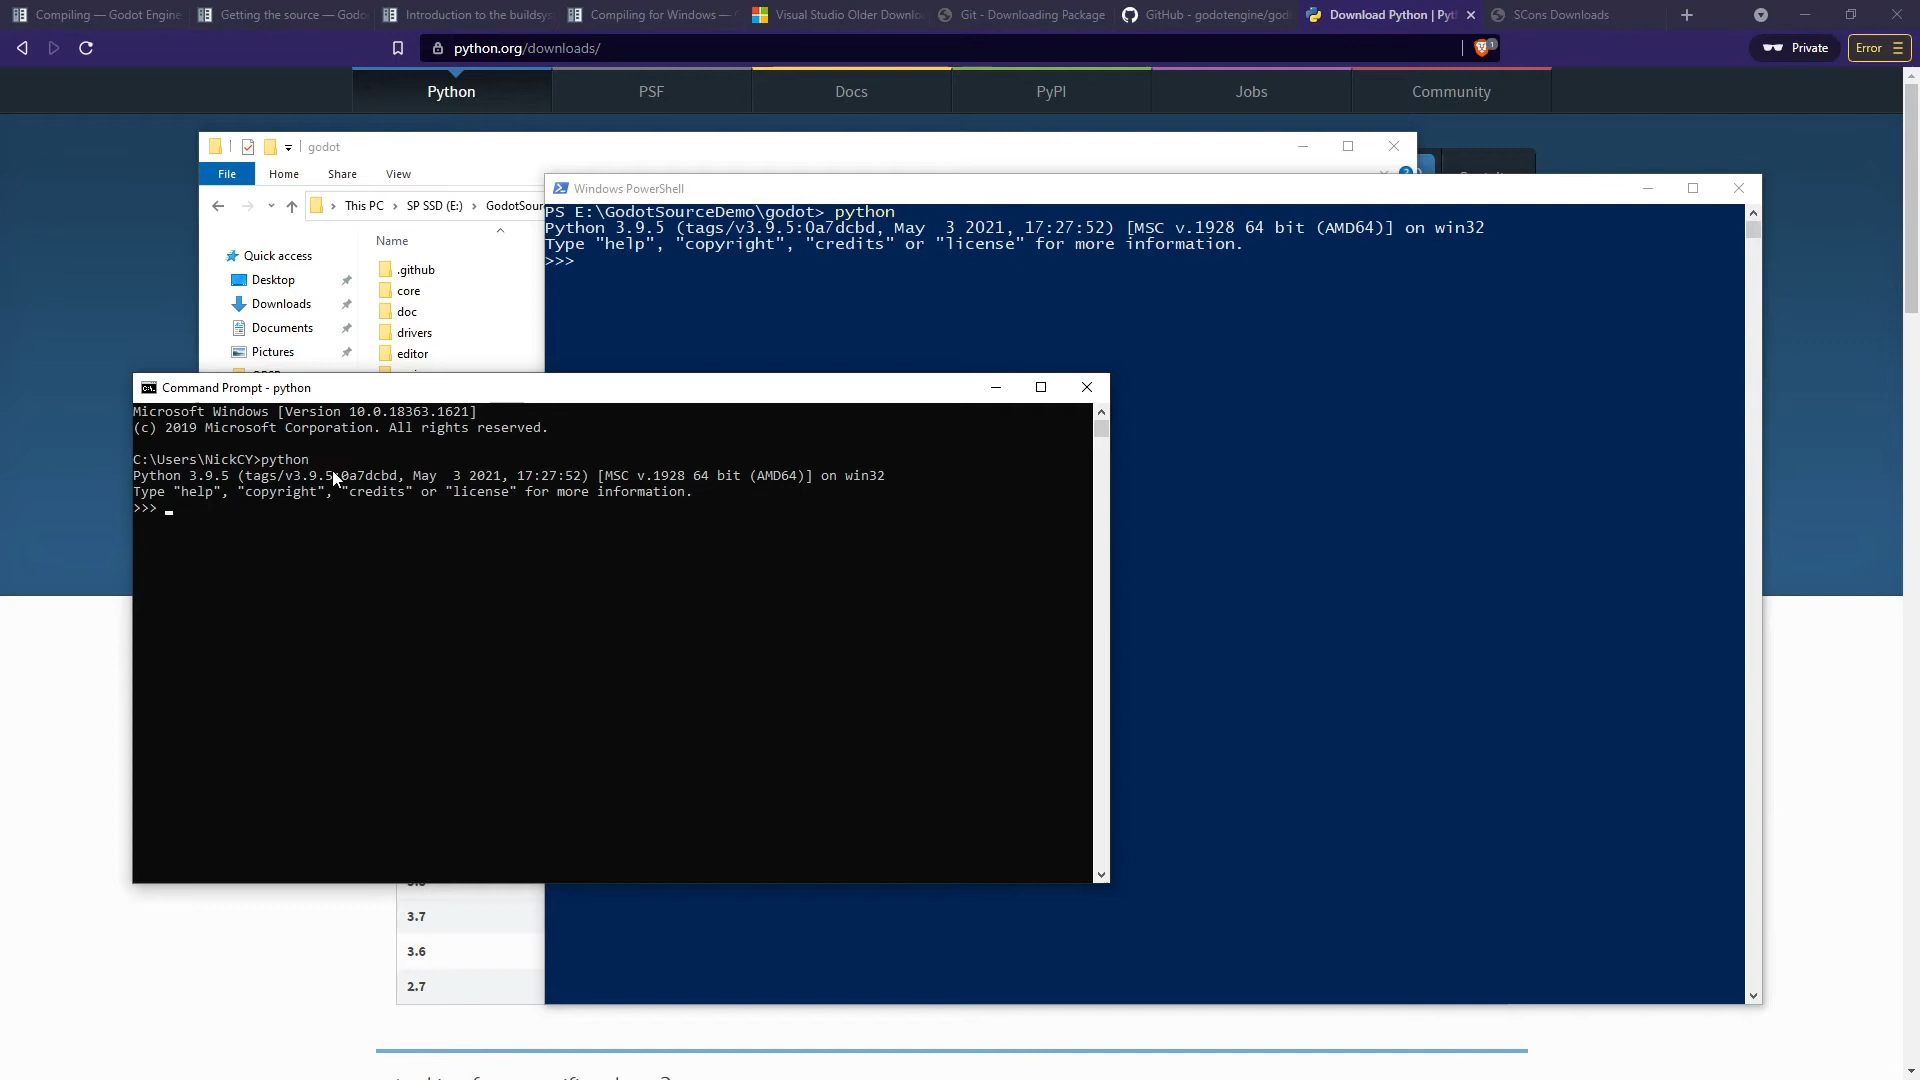 Compiling — Godot Engine
Getting the source — Godo
Introduction to the buildsys
Compiling for Windows —
Visual Studio Older Downlo
Git - Downloading Package
GitHub - godotengine/god
Download Python | Pyt
SCons Downloads
python.org/downloads/
1
Private
Error
Python
PSF
Docs
PyPI
Jobs
Community
godot
File
Home
Share
View
This PC
SP SSD (E:)
GodotSour
Name
Quick access
Desktop
Downloads
Documents
Pictures
.github
core
doc
drivers
editor
Windows PowerShell
PS E:\GodotSourceDemo\godot> python
Python 3.9.5 (tags/v3.9.5:0a7dcbd, May  3 2021, 17:27:52) [MSC v.1928 64 bit (AMD64)] on win32
Type "help", "copyright", "credits" or "license" for more information.
>>>
Command Prompt - python
Microsoft Windows [Version 10.0.18363.1621]
(c) 2019 Microsoft Corporation. All rights reserved.
C:\Users\NickCY>python
Python 3.9.5 (tags/v3.9.5:0a7dcbd, May  3 2021, 17:27:52) [MSC v.1928 64 bit (AMD64)] on win32
Type "help", "copyright", "credits" or "license" for more information.
>>>
3.7
3.6
2.7